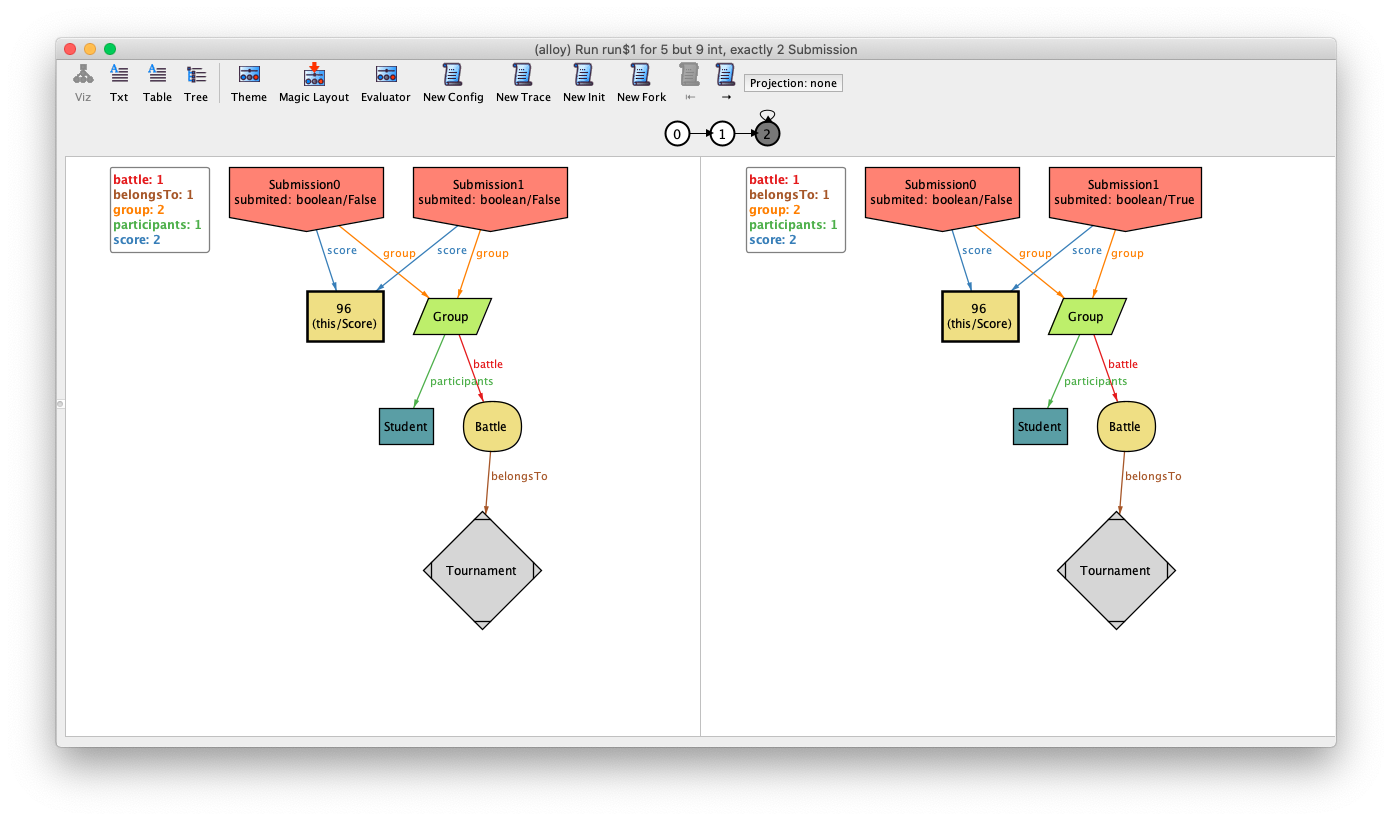 (alloy) Run run$1 for 5 but 9 int, exactly 2 Submission
Viz
Txt
Table
Tree
Theme
Magic Layout
Evaluator
New Config
New Trace
New Init
New Fork
Projection: none
0
1
2
battle: 1
belongsTo: 1
group: 2
participants: 1
score: 2
Submission0
submited: boolean/False
Submission1
submited: boolean/False
score
group
score
group
96
(this/Score)
Group
battle
participants
Student
Battle
belongsTo
Tournament
battle: 1
belongsTo: 1
group: 2
participants: 1
score: 2
Submission0
submited: boolean/False
Submission1
submited: boolean/True
score
group
score
group
96
(this/Score)
Group
battle
participants
Student
Battle
belongsTo
Tournament